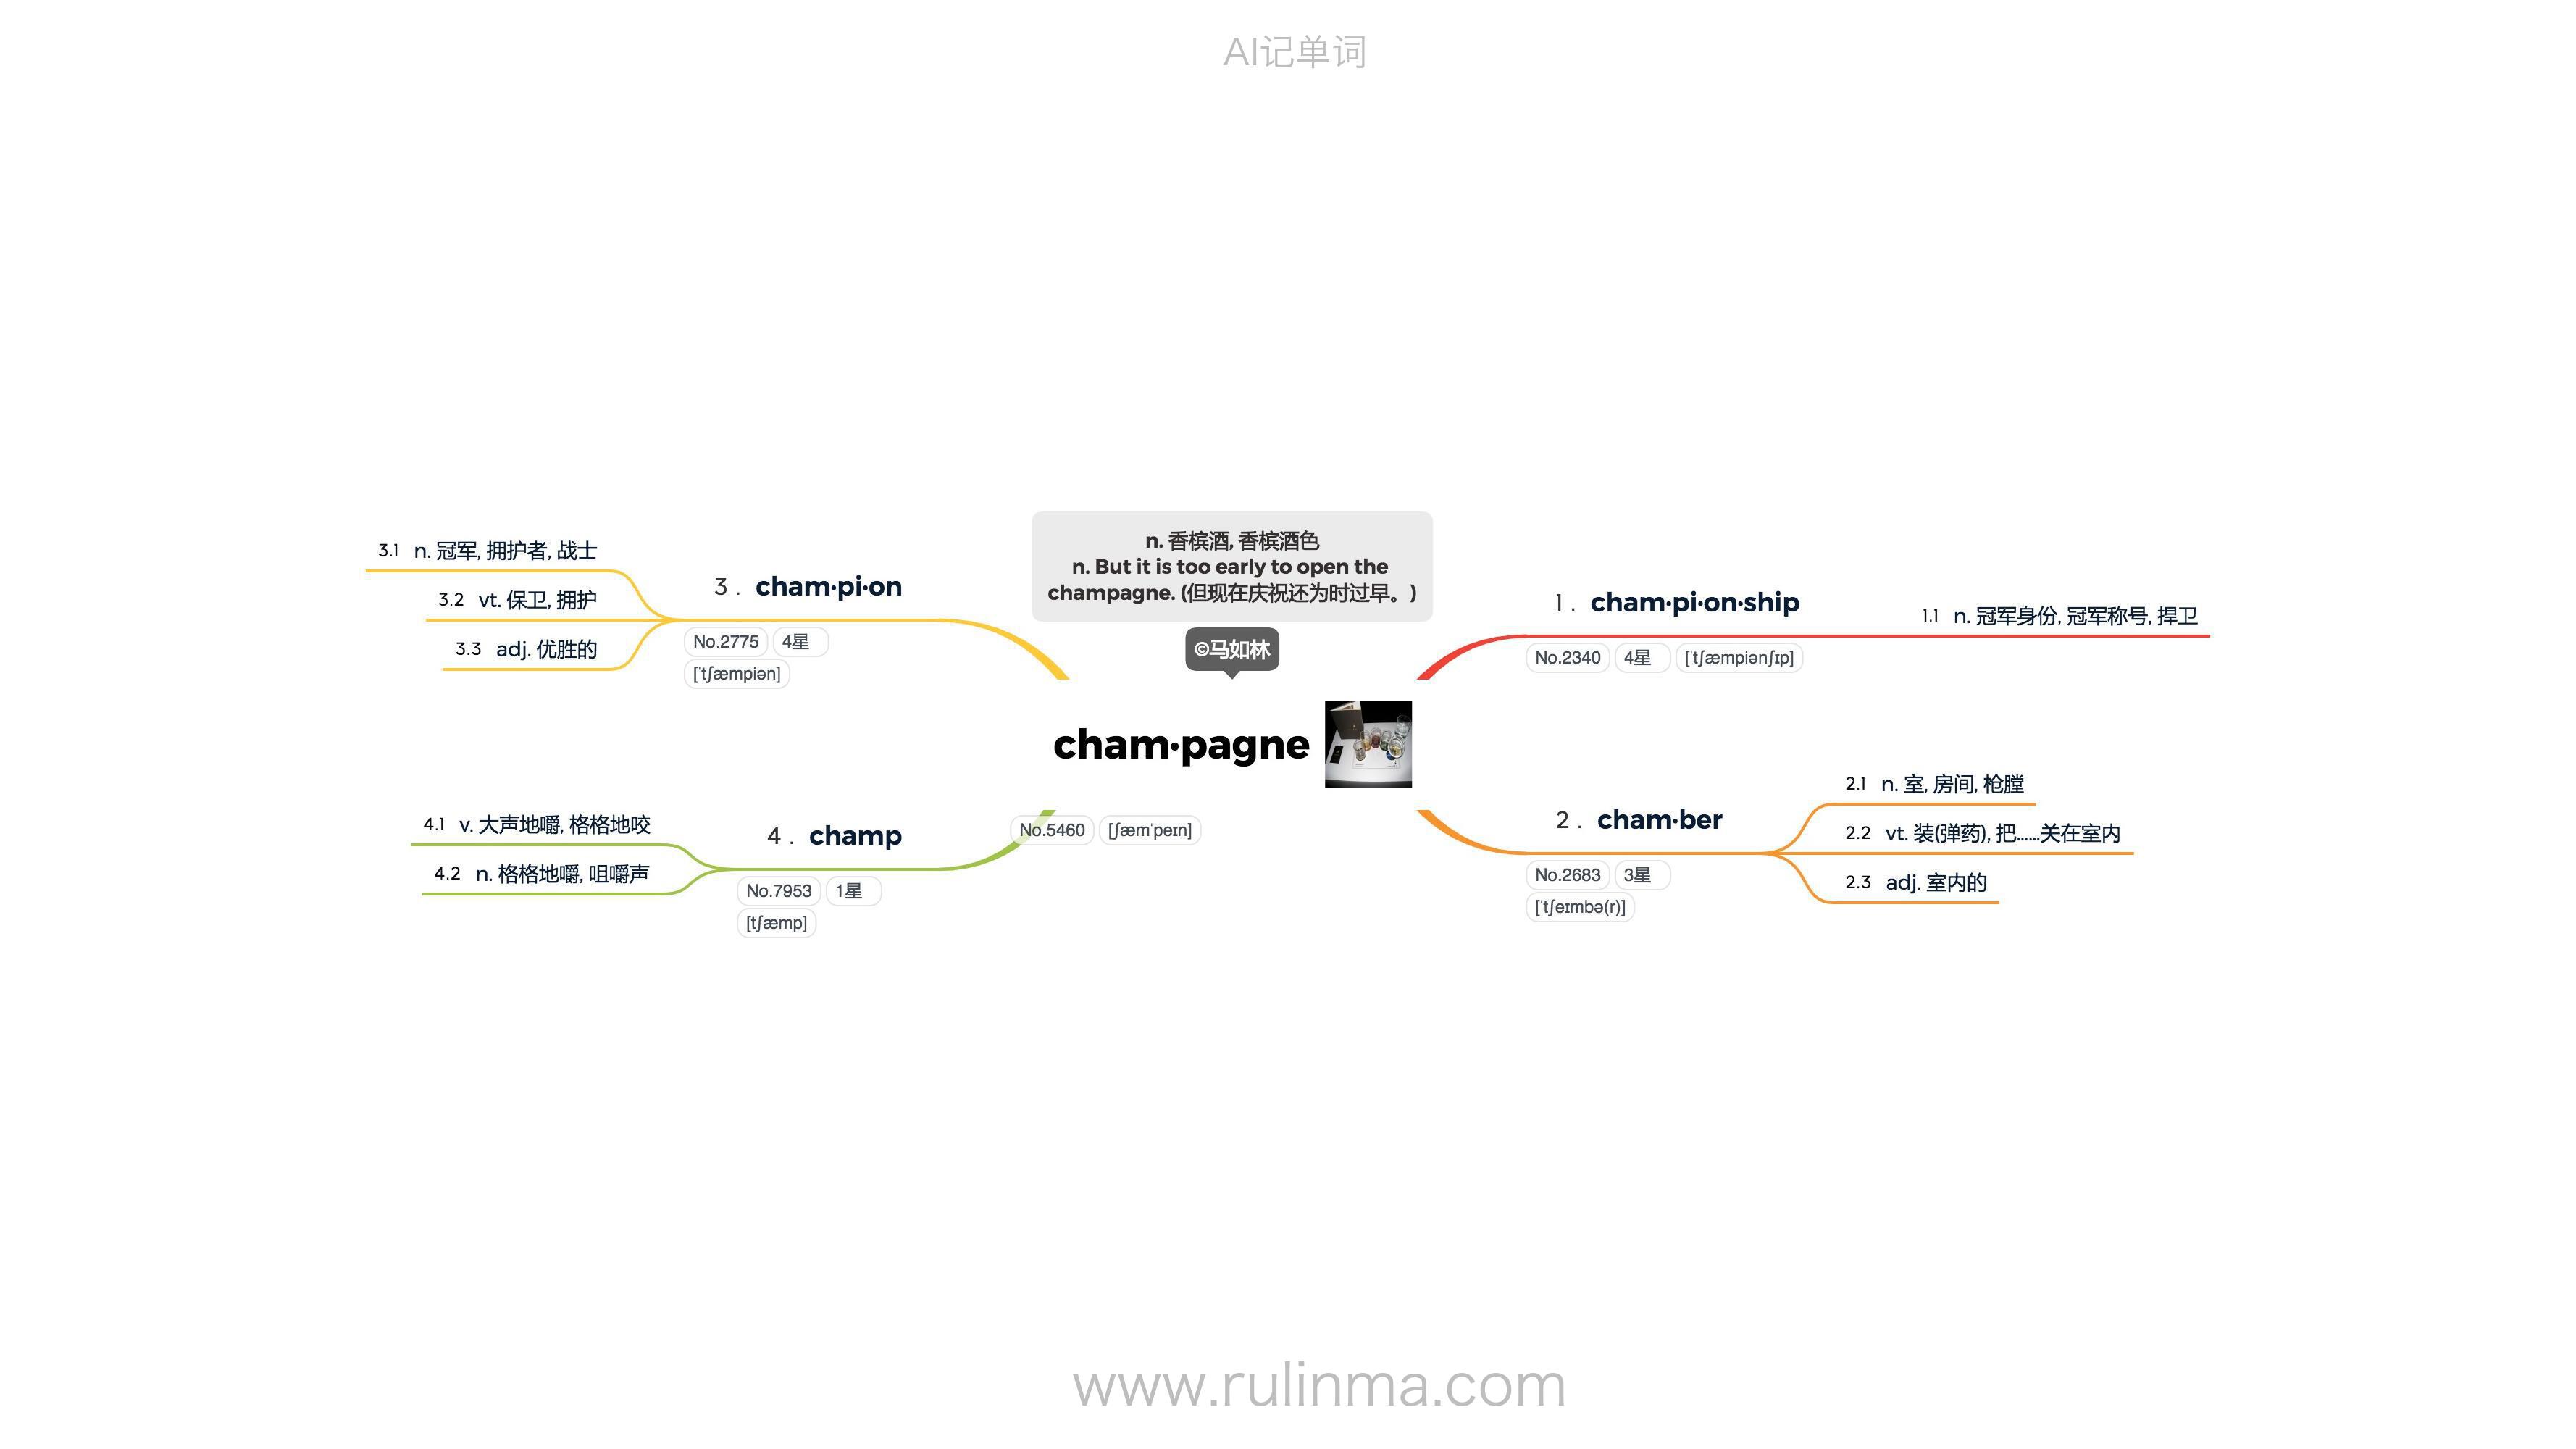 AI记单词
n. 香槟酒, 香槟酒色
n. But it is too early to open the
champagne. (但现在庆祝还为时过早。)
©马如林
cham·pagne
No.5460 [ʃæmˈpeɪn]
1. cham·pi·on·ship
No.2340 4星 [ˈtʃæmpiənʃɪp]
1.1 n. 冠军身份, 冠军称号, 捍卫
2. cham·ber
No.2683 3星
[ˈtʃeɪmbə(r)]
2.1 n. 室, 房间, 枪膛
2.2 vt. 装(弹药), 把……关在室内
2.3 adj. 室内的
3. cham·pi·on
No.2775 4星
[ˈtʃæmpiən]
3.1 n. 冠军, 拥护者, 战士
3.2 vt. 保卫, 拥护
3.3 adj. 优胜的
4. champ
No.7953 1星
[tʃæmp]
4.1 v. 大声地嚼, 格格地咬
4.2 n. 格格地嚼, 咀嚼声
www.rulinma.com